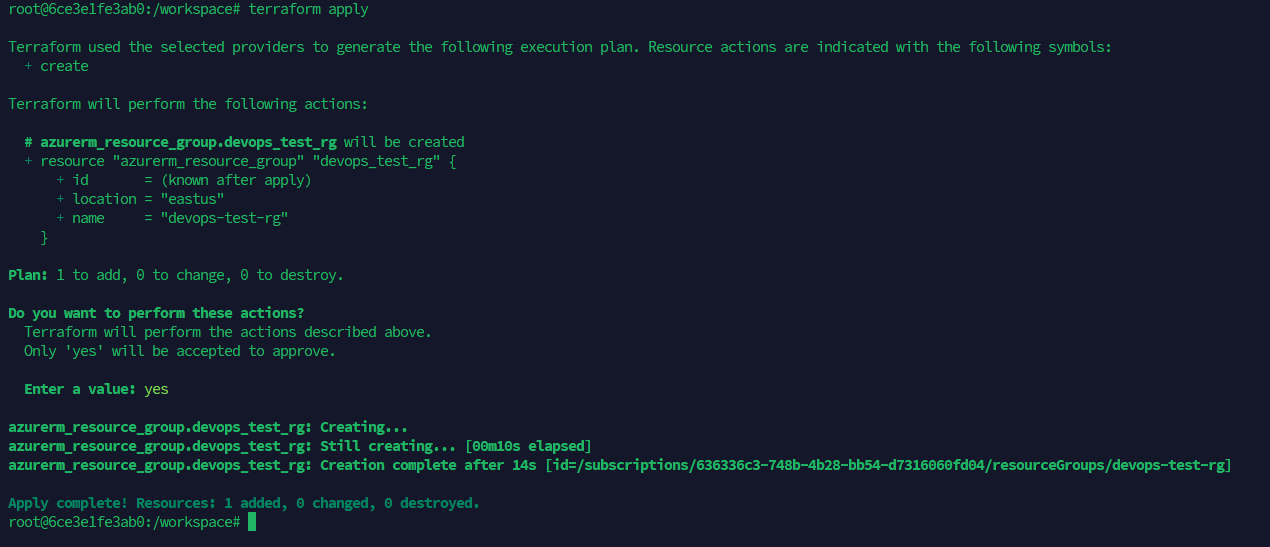 root@6ce3e1fe3ab0:/workspace# terraform apply
Terraform used the selected providers to generate the following execution plan. Resource actions are indicated with the following symbols:
  + create
Terraform will perform the following actions:
  # azurerm_resource_group.devops_test_rg will be created
  + resource "azurerm_resource_group" "devops_test_rg" {
      + id       = (known after apply)
      + location = "eastus"
      + name     = "devops-test-rg"
    }
Plan: 1 to add, 0 to change, 0 to destroy.
Do you want to perform these actions?
  Terraform will perform the actions described above.
  Only 'yes' will be accepted to approve.
  Enter a value: yes
azurerm_resource_group.devops_test_rg: Creating...
azurerm_resource_group.devops_test_rg: Still creating... [00m10s elapsed]
azurerm_resource_group.devops_test_rg: Creation complete after 14s [id=/subscriptions/636336c3-748b-4b28-bb54-d7316060fd04/resourceGroups/devops-test-rg]
Apply complete! Resources: 1 added, 0 changed, 0 destroyed.
root@6ce3e1fe3ab0:/workspace#